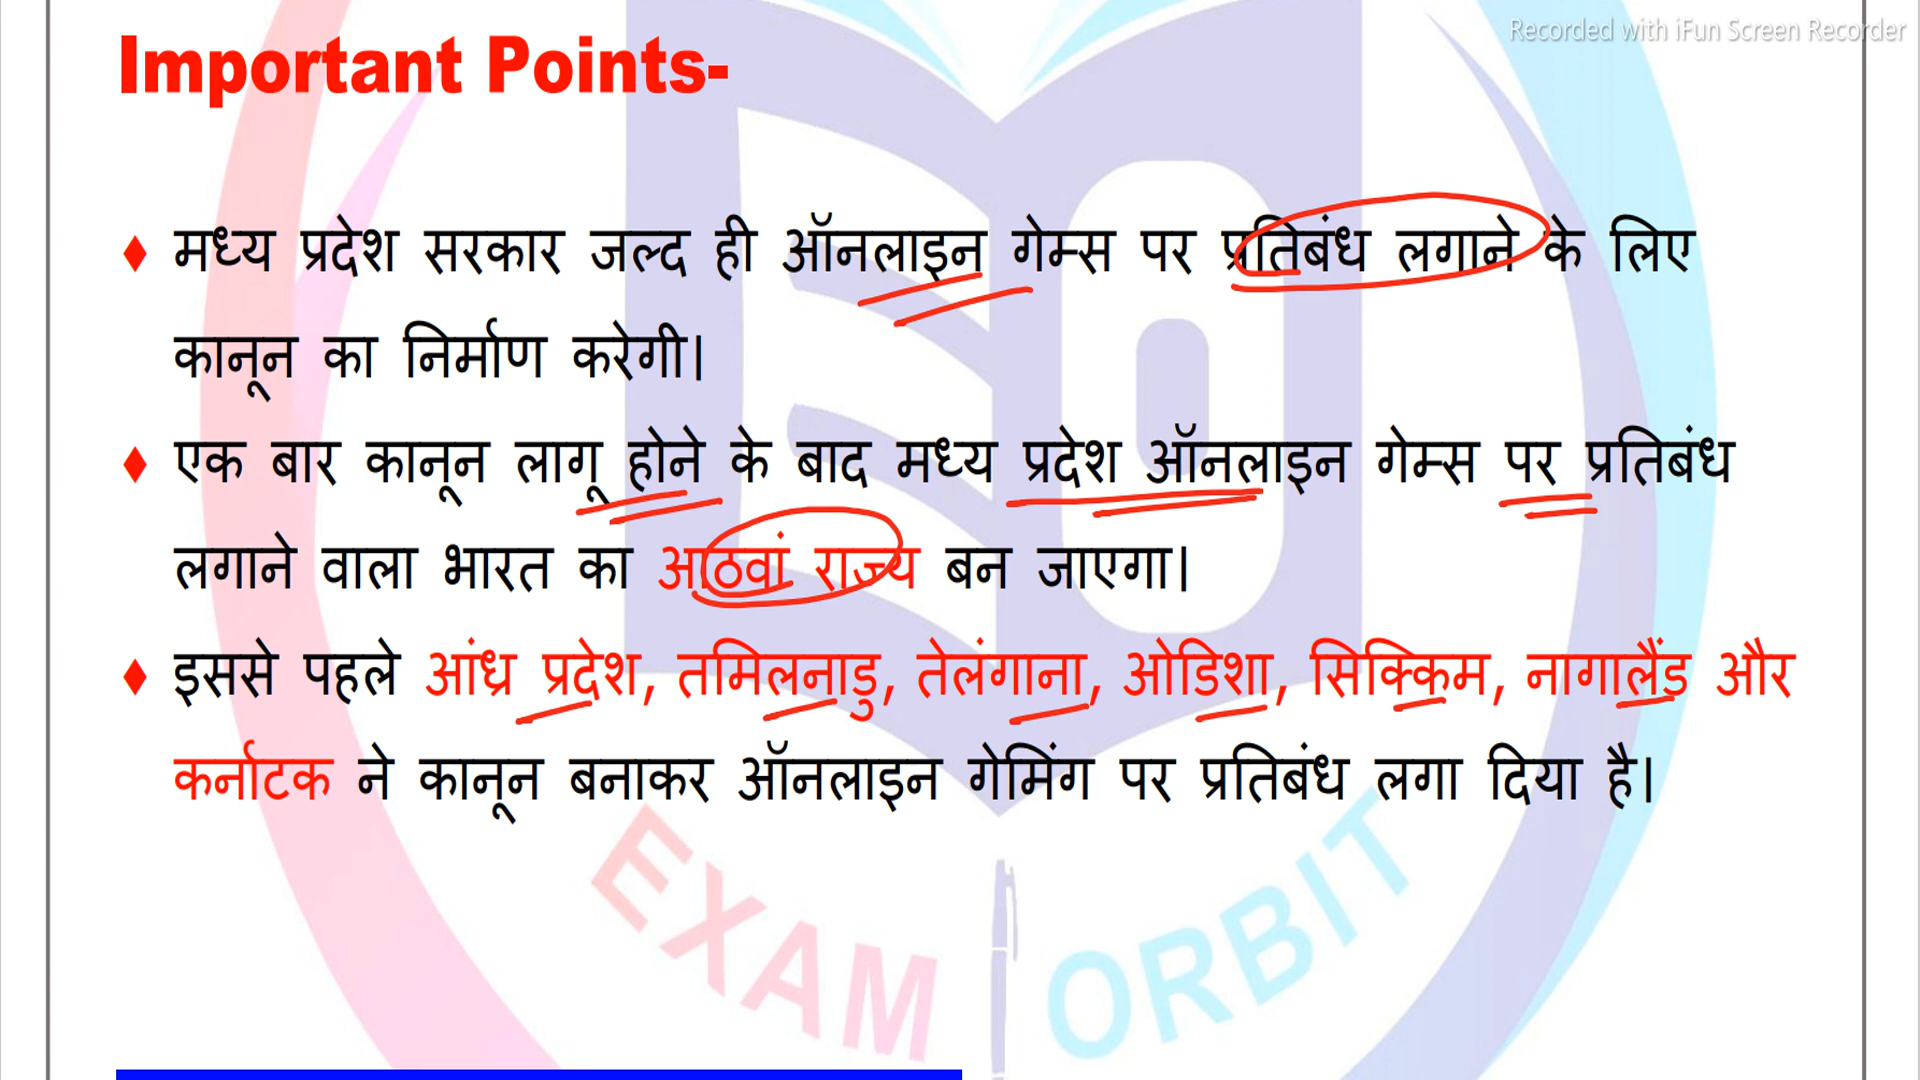 Recorded with iFun Screen Recorder
Important Points-
♦ मध्य प्रदेश सरकार जल्द ही ऑनलाइन गेम्स पर प्रतिबंध लगाने के लिए
कानून का निर्माण करेगी।
♦ एक बार कानून लागू होने के बाद मध्य प्रदेश ऑनलाइन गेम्स पर प्रतिबंध
लगाने वाला भारत का आठवां राज्य बन जाएगा।
♦ इससे पहले आंध्र प्रदेश, तमिलनाडु, तेलंगाना, ओडिशा, सिक्किम, नागालैंड और
कर्नाटक ने कानून बनाकर ऑनलाइन गेमिंग पर प्रतिबंध लगा दिया है।
EXAM ORBIT